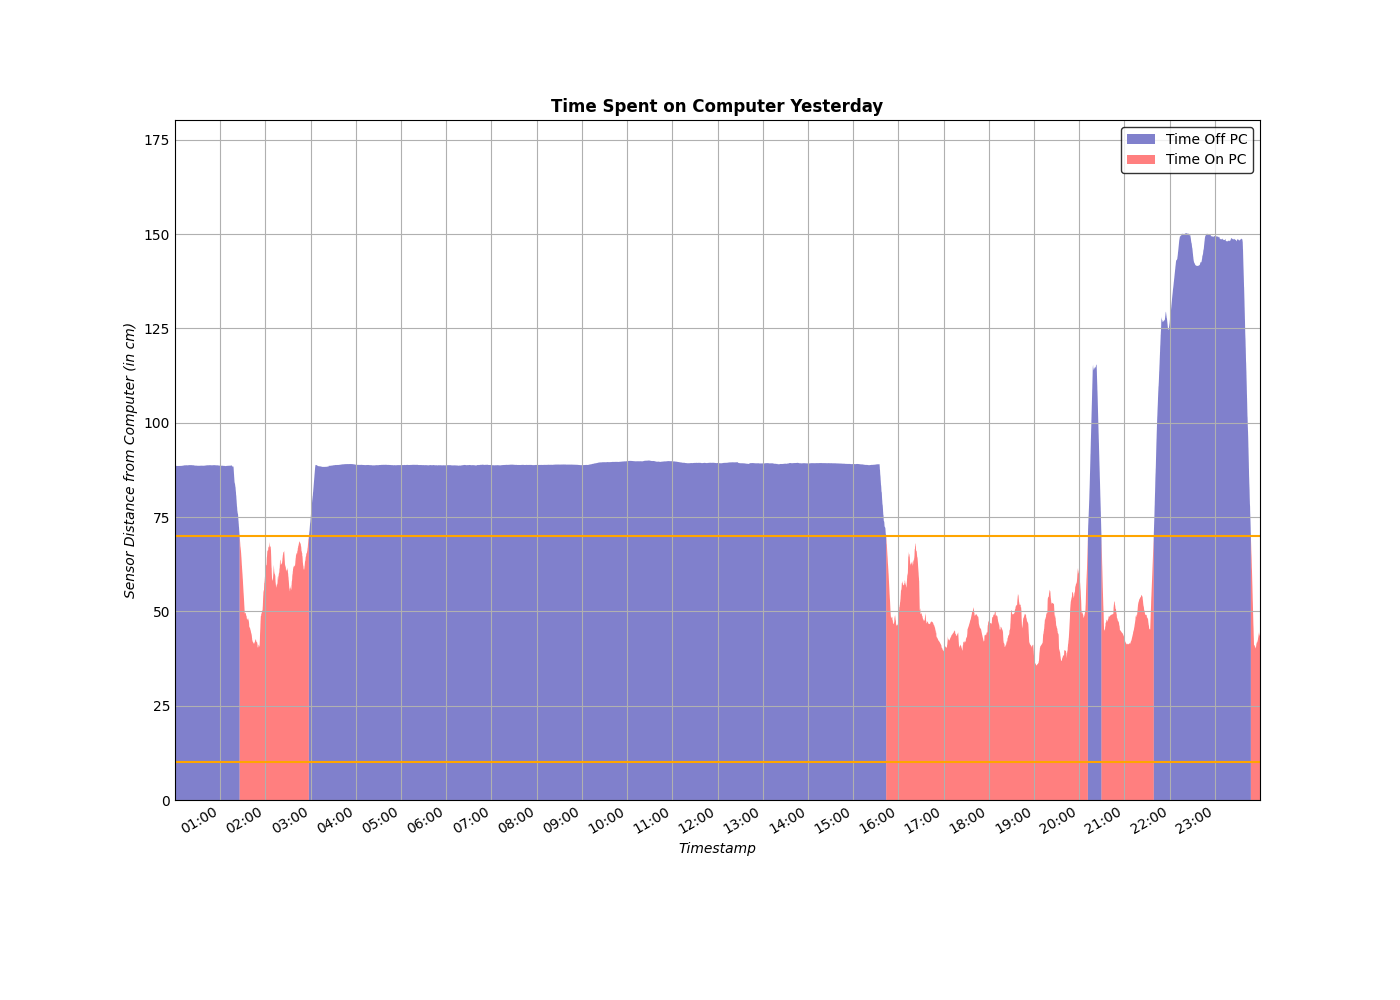 Time Spent on Computer Yesterday
Time Off PC
Time On PC
175
150
125
100
75
50
25
0
Sensor Distance from Computer (in cm)
01:00 02:00 03:00 04:00 05:00 06:00 07:00 08:00 09:00 10:00 11:00 12:00 13:00 14:00 15:00 16:00 17:00 18:00 19:00 20:00 21:00 22:00 23:00
Timestamp